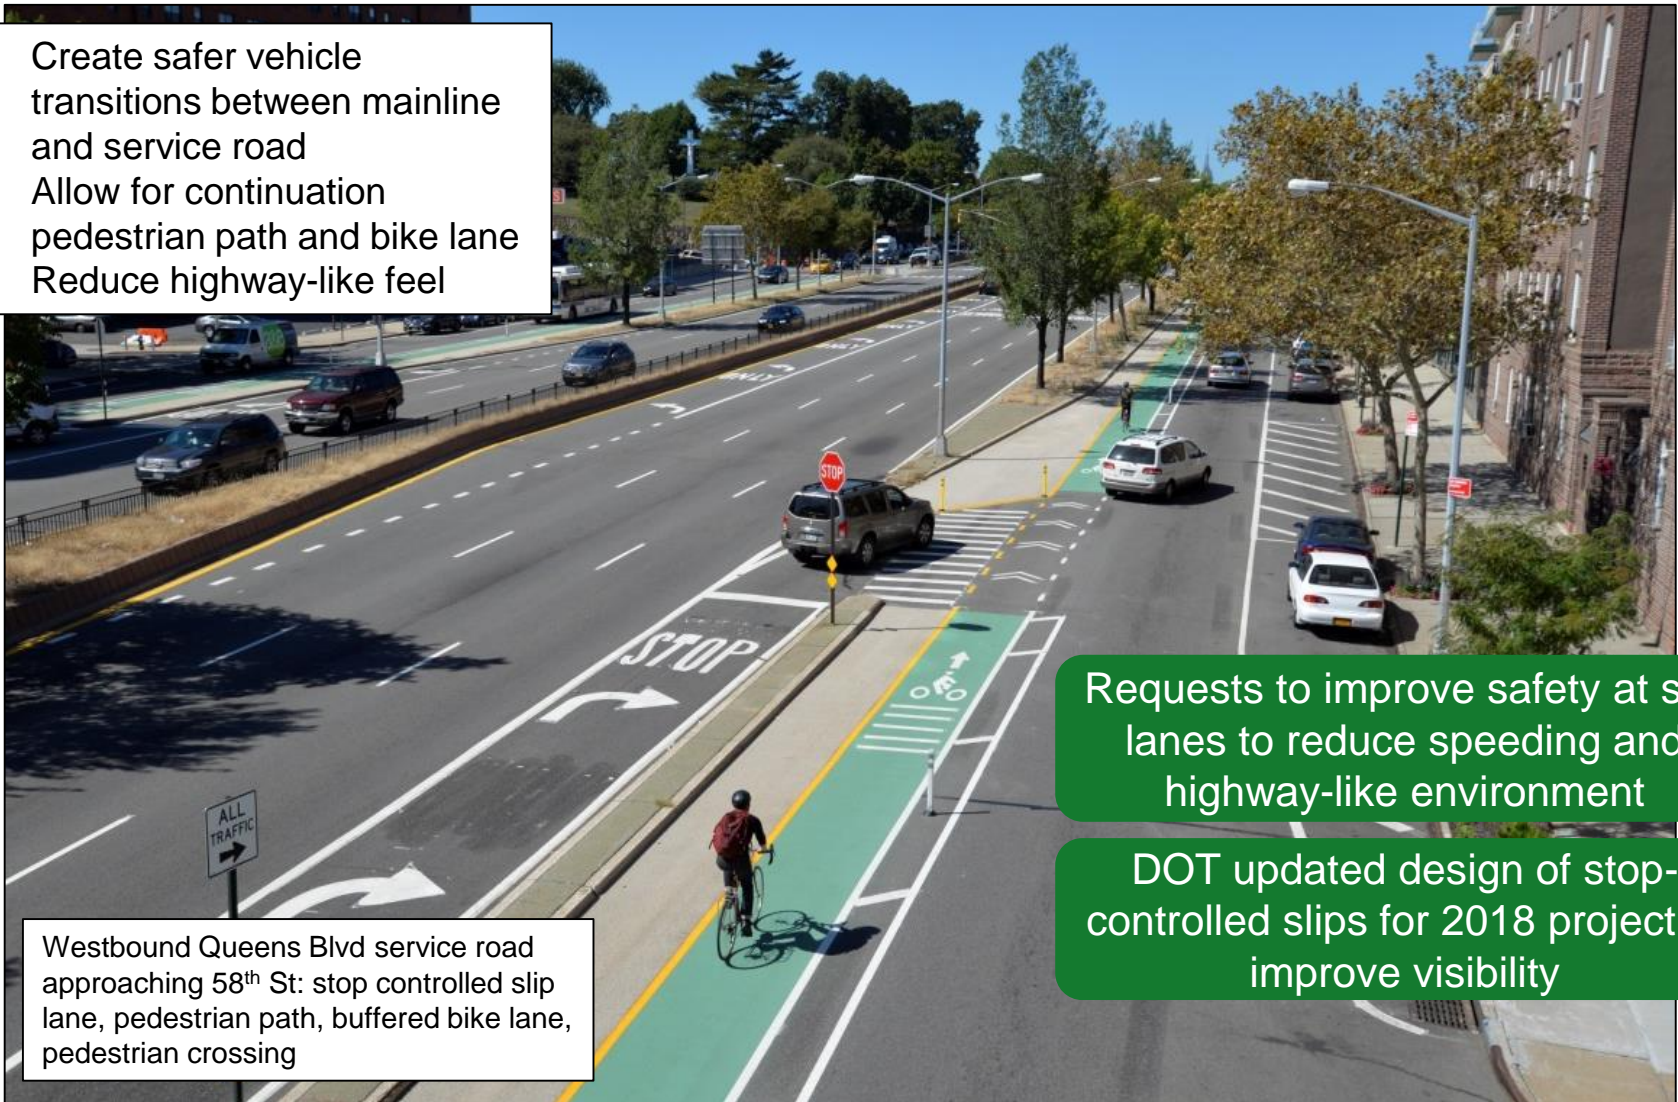 Create safer vehicle
transitions between mainline
and service road
Allow for continuation
pedestrian path and bike lane
Reduce highway-like feel
ONLY
STOP
STOP
Requests to improve safety at s
lanes to reduce speeding and
highway-like environment
ALL
TRAFFIC
DOT updated design of stop-
controlled slips for 2018 project
improve visibility
Westbound Queens Blvd service road
approaching 58th St: stop controlled slip
lane, pedestrian path, buffered bike lane,
pedestrian crossing